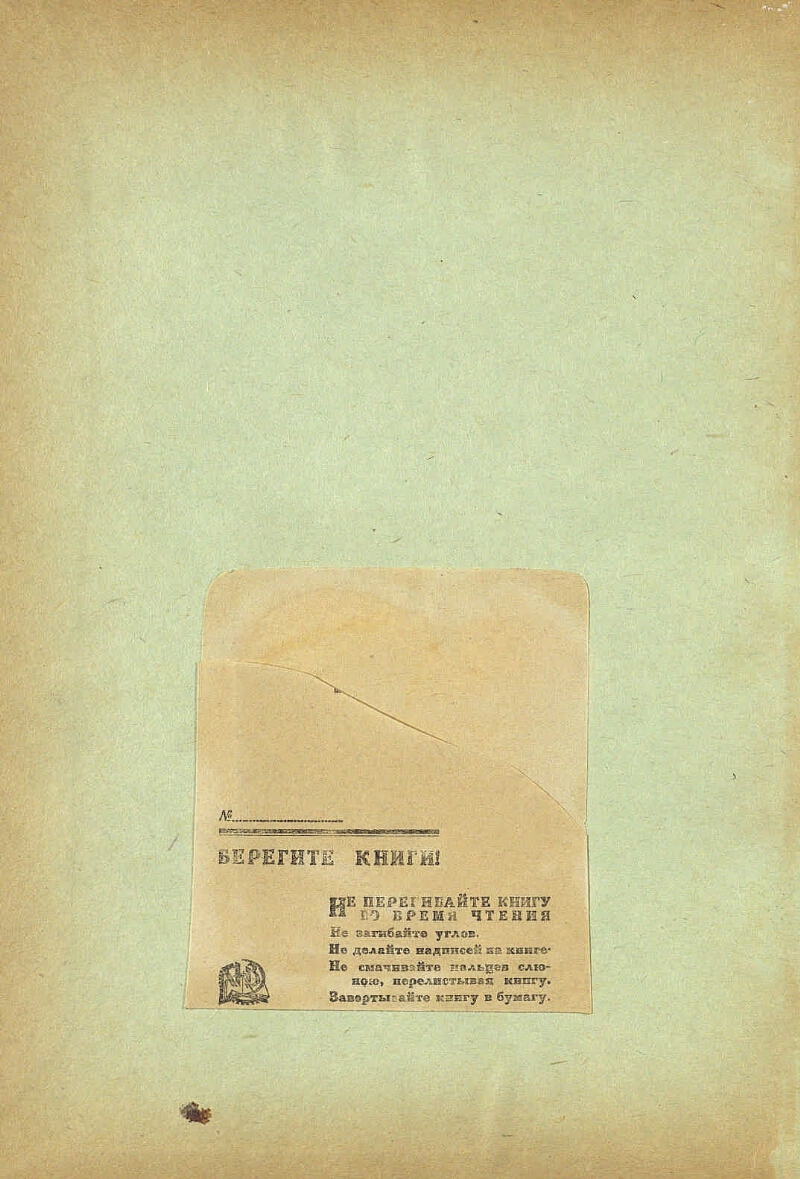 №
БЕРЕГИТЕ КНИГИ!
НЕ ПЕРЕГИБАЙТЕ КНИГУ
ВО ВРЕМЯ ЧТЕНИЯ
Не загибайте углов.
Не делайте надписей на книге.
Не смачивайте пальцев слю-
ною, перелистывая книгу.
Завертывайте книгу в бумагу.